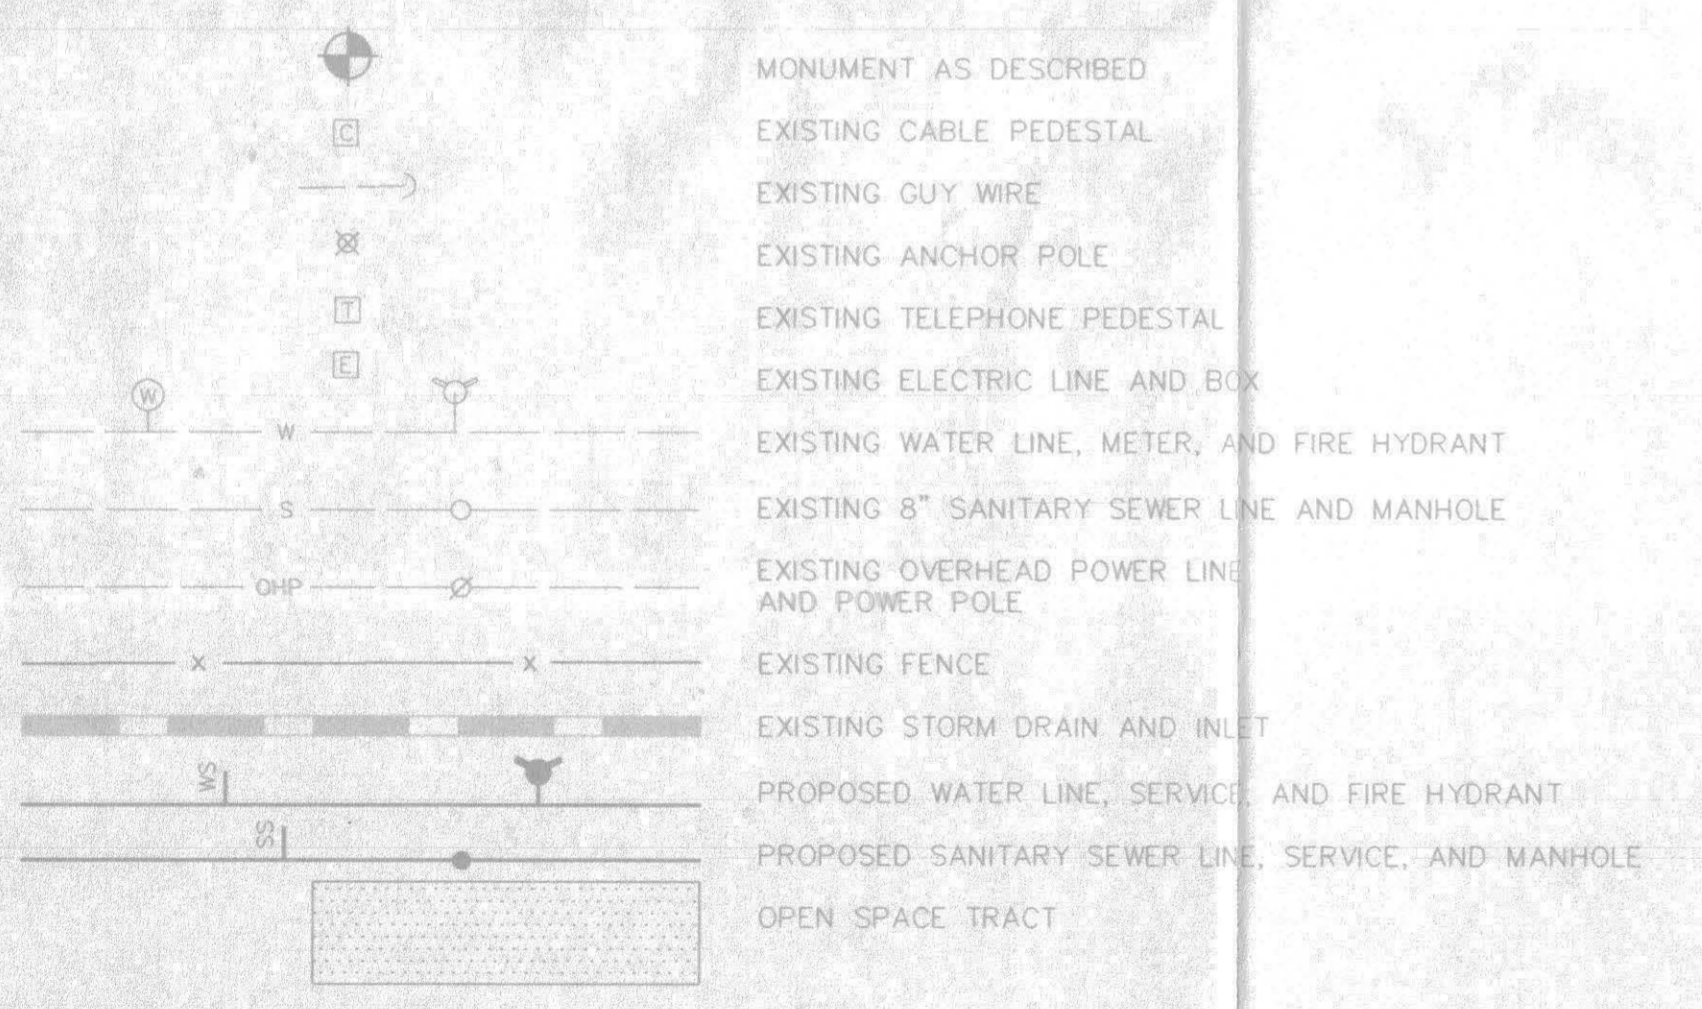 MONUMENT AS DESCRIBED
C
EXISTING CABLE PEDESTAL
EXISTING GUY WIRE
EXISTING ANCHOR POLE
T
EXISTING TELEPHONE PEDESTAL
E
EXISTING ELECTRIC LINE AND BOX
W
W
EXISTING WATER LINE, METER, AND FIRE HYDRANT
S
EXISTING 8" SANITARY SEWER LINE AND MANHOLE
OHP
EXISTING OVERHEAD POWER LINE
AND POWER POLE
X X
EXISTING FENCE
EXISTING STORM DRAIN AND INLET
WS
PROPOSED WATER LINE, SERVICE, AND FIRE HYDRANT
SS
PROPOSED SANITARY SEWER LINE, SERVICE, AND MANHOLE
OPEN SPACE TRACT